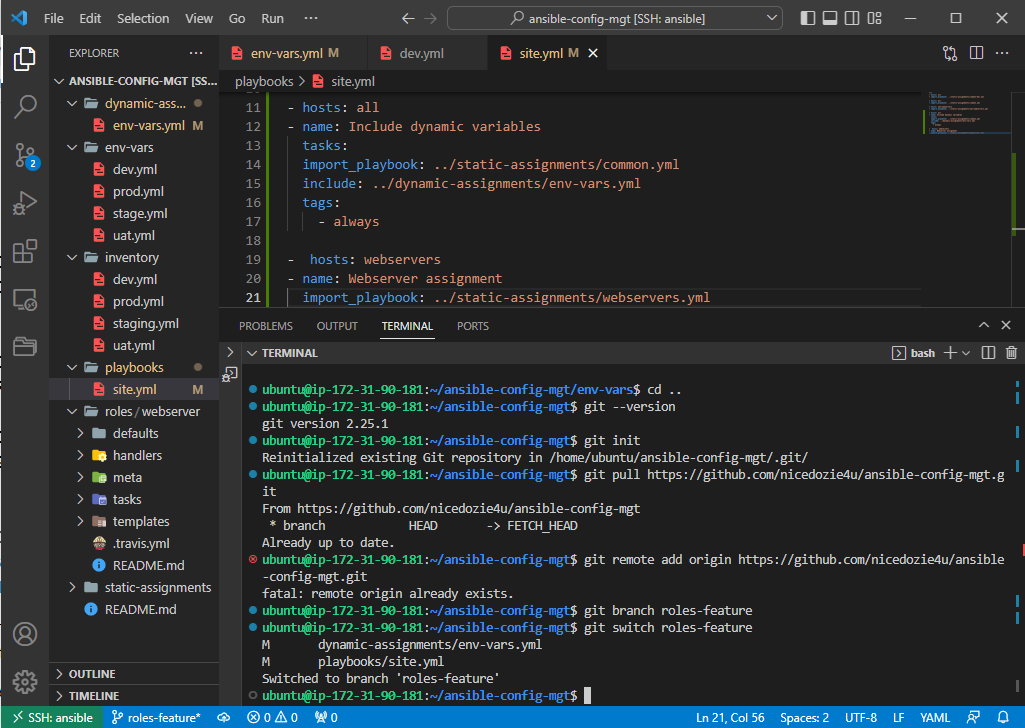 File Edit Selection View Go Run ··· ansible-config-mgt [SSH: ansible]
EXPLORER ···
ANSIBLE-CONFIG-MGT [SS...
dynamic-ass...
env-vars.yml M
env-vars
dev.yml
prod.yml
stage.yml
uat.yml
inventory
dev.yml
prod.yml
staging.yml
uat.yml
playbooks
site.yml M
roles / webserver
defaults
handlers
meta
tasks
templates
.travis.yml
README.md
static-assignments
README.md
OUTLINE
TIMELINE
2
env-vars.yml M dev.yml site.yml M
playbooks > site.yml
11 - hosts: all
12 - name: Include dynamic variables
13 tasks:
14 import_playbook: ../static-assignments/common.yml
15 include: ../dynamic-assignments/env-vars.yml
16 tags:
17 - always
18
19 - hosts: webservers
20 - name: Webserver assignment
21 import_playbook: ../static-assignments/webservers.yml
PROBLEMS OUTPUT TERMINAL PORTS
TERMINAL bash
ubuntu@ip-172-31-90-181:~/ansible-config-mgt/env-vars$ cd ..
ubuntu@ip-172-31-90-181:~/ansible-config-mgt$ git --version
git version 2.25.1
ubuntu@ip-172-31-90-181:~/ansible-config-mgt$ git init
Reinitialized existing Git repository in /home/ubuntu/ansible-config-mgt/.git/
ubuntu@ip-172-31-90-181:~/ansible-config-mgt$ git pull https://github.com/nicedozie4u/ansible-config-mgt.g
it
From https://github.com/nicedozie4u/ansible-config-mgt
* branch HEAD -> FETCH_HEAD
Already up to date.
ubuntu@ip-172-31-90-181:~/ansible-config-mgt$ git remote add origin https://github.com/nicedozie4u/ansible
-config-mgt.git
fatal: remote origin already exists.
ubuntu@ip-172-31-90-181:~/ansible-config-mgt$ git branch roles-feature
ubuntu@ip-172-31-90-181:~/ansible-config-mgt$ git switch roles-feature
M dynamic-assignments/env-vars.yml
M playbooks/site.yml
Switched to branch 'roles-feature'
ubuntu@ip-172-31-90-181:~/ansible-config-mgt$
SSH: ansible roles-feature* 0 0 0 Ln 21, Col 56 Spaces: 2 UTF-8 LF YAML